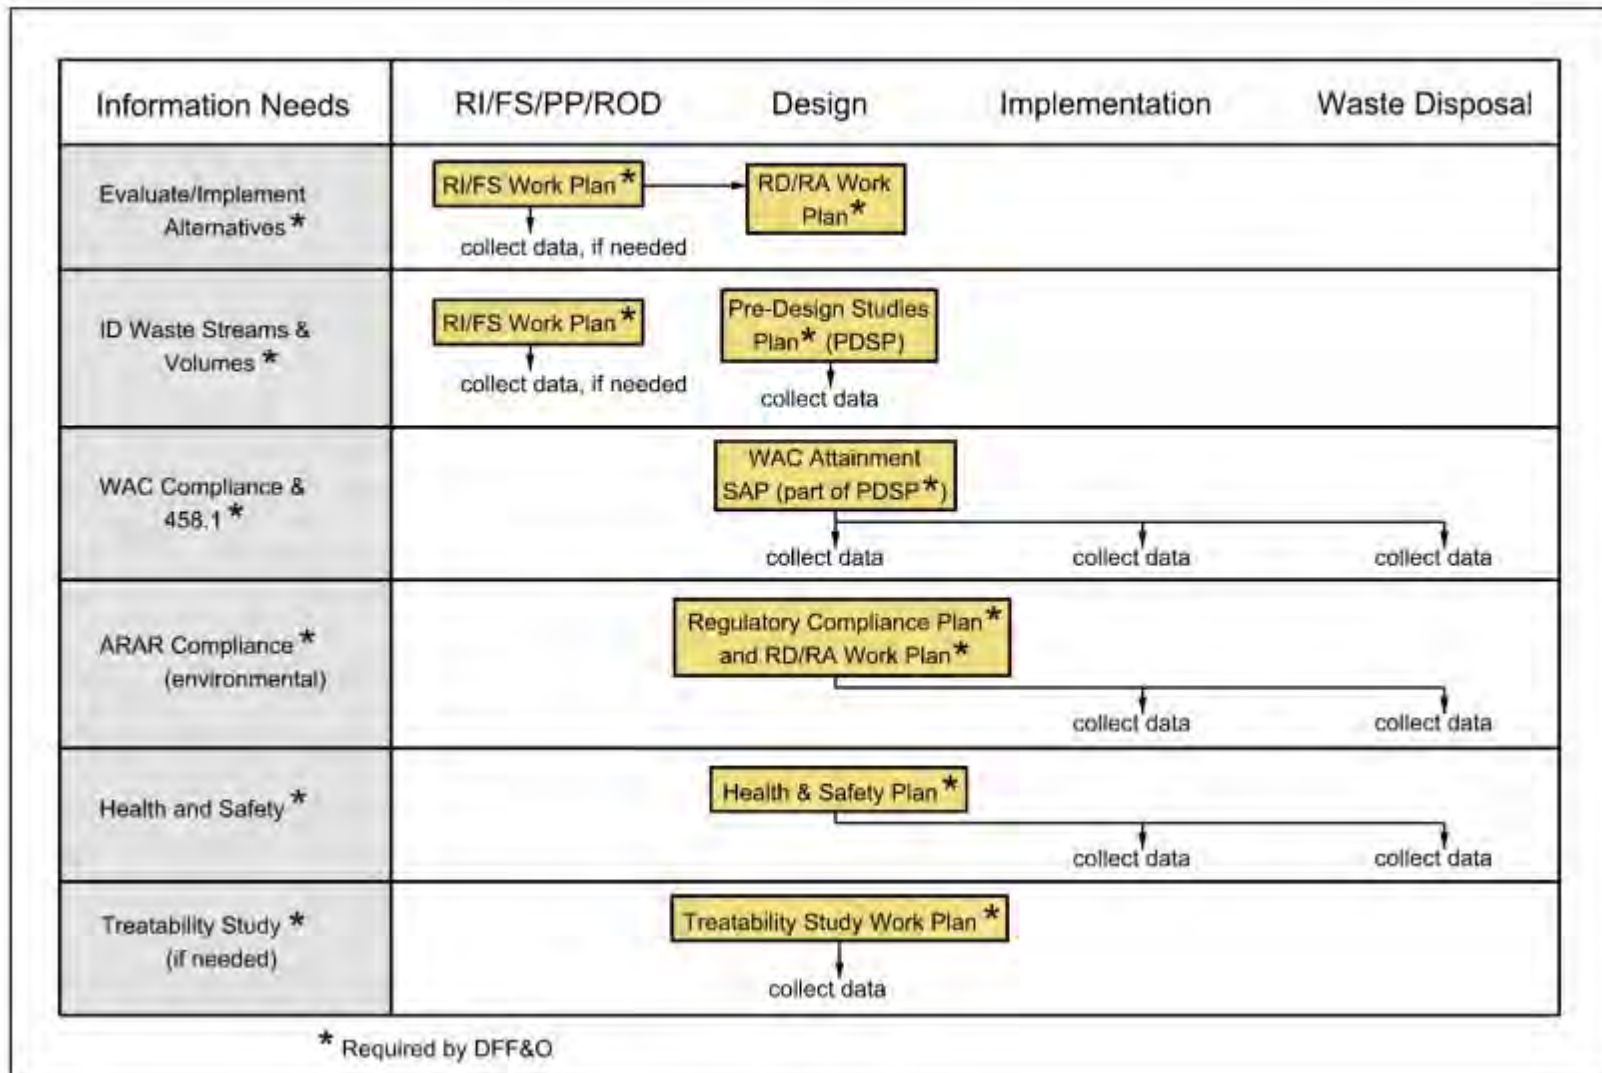 Information Needs
RI/FS/PP/ROD
Design
Implementation
Waste Disposal
Evaluate/Implement
Alternatives *
RI/FS Work Plan *
collect data, if needed
RD/RA Work
Plan *
ID Waste Streams &
Volumes *
RI/FS Work Plan *
collect data, if needed
Pre-Design Studies
Plan * (PDSP)
collect data
WAC Compliance &
458.1 *
WAC Attainment
SAP (part of PDSP *)
collect data
collect data
collect data
ARAR Compliance *
(environmental)
Regulatory Compliance Plan *
and RD/RA Work Plan *
collect data
collect data
Health and Safety *
Health & Safety Plan *
collect data
collect data
Treatability Study *
(if needed)
Treatability Study Work Plan *
collect data
* Required by DFF&O